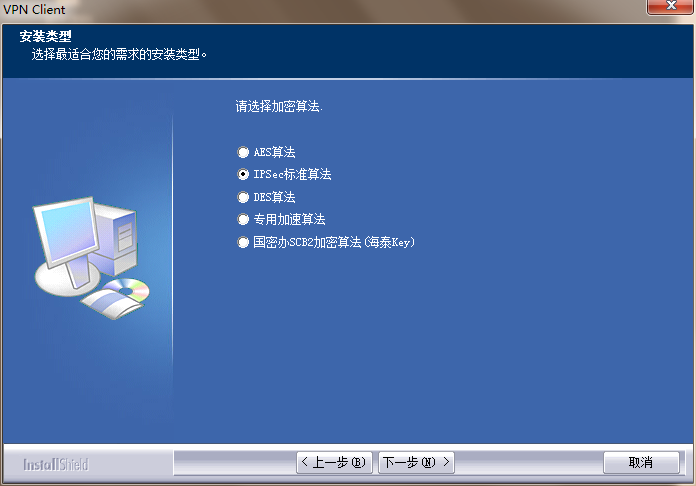 VPN Client
安装类型
选择最适合您的需求的安装类型。
请选择加密算法.
AES算法
IPSec标准算法
DES算法
专用加速算法
国密办SCB2加密算法(海泰Key)
InstallShield
< 上一步(B)
下一步(N) >
取消